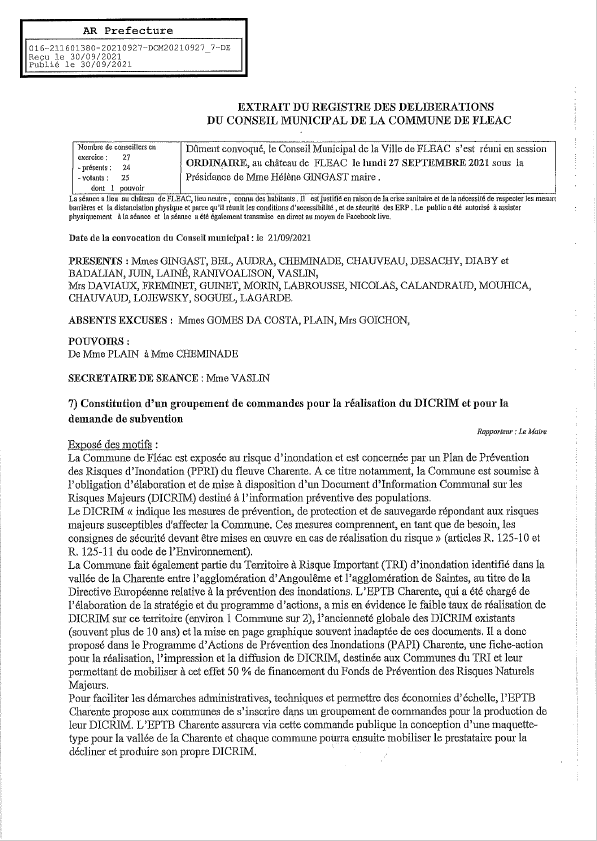 AR Prefecture
016-211601380-20210927-DCM20210927_7-DE
Reçu le 30/09/2021
Publié le 30/09/2021
EXTRAIT DU REGISTRE DES DELIBERATIONS
DU CONSEIL MUNICIPAL DE LA COMMUNE DE FLEAC
Nombre de conseillers en
exercice : 27
- présents : 24
- votants : 25
dont 1 pouvoir
Dûment convoqué, le Conseil Municipal de la Ville de FLEAC s'est réuni en session
ORDINAIRE, au château de FLEAC le lundi 27 SEPTEMBRE 2021 sous la
Présidence de Mme Hélène GINGAST maire .
La séance a lieu au château de FLEAC, lieu neutre , connu des habitants . Il est justifié en raison de la crise sanitaire et de la nécessité de respecter les mesures
barrières et la distanciation physique et parce qu'il réunit les conditions d'accessibilité , et de sécurité des ERP . Le public a été autorisé à assister
physiquement à la séance et la séance a été également transmise en direct au moyen de Facebook live.
Date de la convocation du Conseil municipal : le 21/09/2021
PRESENTS : Mmes GINGAST, BEL, AUDRA, CHEMINADE, CHAUVEAU, DESACHY, DIABY et
BADALIAN, JUIN, LAINÉ, RANIVOALISON, VASLIN,
Mrs DAVIAUX, FREMINET, GUINET, MORIN, LABROUSSE, NICOLAS, CALANDRAUD, MOUHICA,
CHAUVAUD, LOJEWSKY, SOGUEL, LAGARDE.
ABSENTS EXCUSES : Mmes GOMES DA COSTA, PLAIN, Mrs GOICHON,
POUVOIRS :
De Mme PLAIN à Mme CHEMINADE
SECRETAIRE DE SEANCE : Mme VASLIN
7) Constitution d'un groupement de commandes pour la réalisation du DICRIM et pour la
demande de subvention
Rapporteur : Le Maire
Exposé des motifs :
La Commune de Fléac est exposée au risque d'inondation et est concernée par un Plan de Prévention
des Risques d'Inondation (PPRI) du fleuve Charente. A ce titre notamment, la Commune est soumise à
l'obligation d'élaboration et de mise à disposition d'un Document d'Information Communal sur les
Risques Majeurs (DICRIM) destiné à l'information préventive des populations.
Le DICRIM « indique les mesures de prévention, de protection et de sauvegarde répondant aux risques
majeurs susceptibles d'affecter la Commune. Ces mesures comprennent, en tant que de besoin, les
consignes de sécurité devant être mises en œuvre en cas de réalisation du risque » (articles R. 125-10 et
R. 125-11 du code de l'Environnement).
La Commune fait également partie du Territoire à Risque Important (TRI) d'inondation identifié dans la
vallée de la Charente entre l'agglomération d'Angoulême et l'agglomération de Saintes, au titre de la
Directive Européenne relative à la prévention des inondations. L'EPTB Charente, qui a été chargé de
l'élaboration de la stratégie et du programme d'actions, a mis en évidence le faible taux de réalisation de
DICRIM sur ce territoire (environ 1 Commune sur 2), l'ancienneté globale des DICRIM existants
(souvent plus de 10 ans) et la mise en page graphique souvent inadaptée de ces documents. Il a donc
proposé dans le Programme d'Actions de Prévention des Inondations (PAPI) Charente, une fiche-action
pour la réalisation, l'impression et la diffusion de DICRIM, destinée aux Communes du TRI et leur
permettant de mobiliser à cet effet 50 % de financement du Fonds de Prévention des Risques Naturels
Majeurs.
Pour faciliter les démarches administratives, techniques et permettre des économies d'échelle, l'EPTB
Charente propose aux communes de s'inscrire dans un groupement de commandes pour la production de
leur DICRIM. L'EPTB Charente assurera via cette commande publique la conception d'une maquette-
type pour la vallée de la Charente et chaque commune pourra ensuite mobiliser le prestataire pour la
décliner et produire son propre DICRIM.